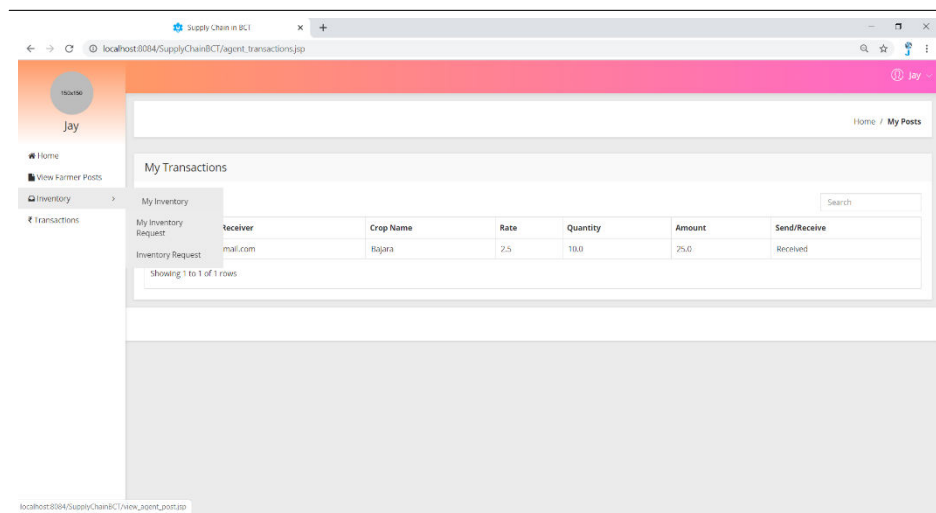 Supply Chain in BCT
localhost:8084/SupplyChainBCT/agent_transactions.jsp
150x150
Jay
Jay
Home / My Posts
Home
View Farmer Posts
Inventory
Transactions
My Inventory
My Inventory
Request
Inventory Request
My Transactions
Search
Receiver Crop Name Rate Quantity Amount Send/Receive
mail.com Bajara 2.5 10.0 25.0 Received
Showing 1 to 1 of 1 rows
localhost:8084/SupplyChainBCT/view_agent_post.jsp